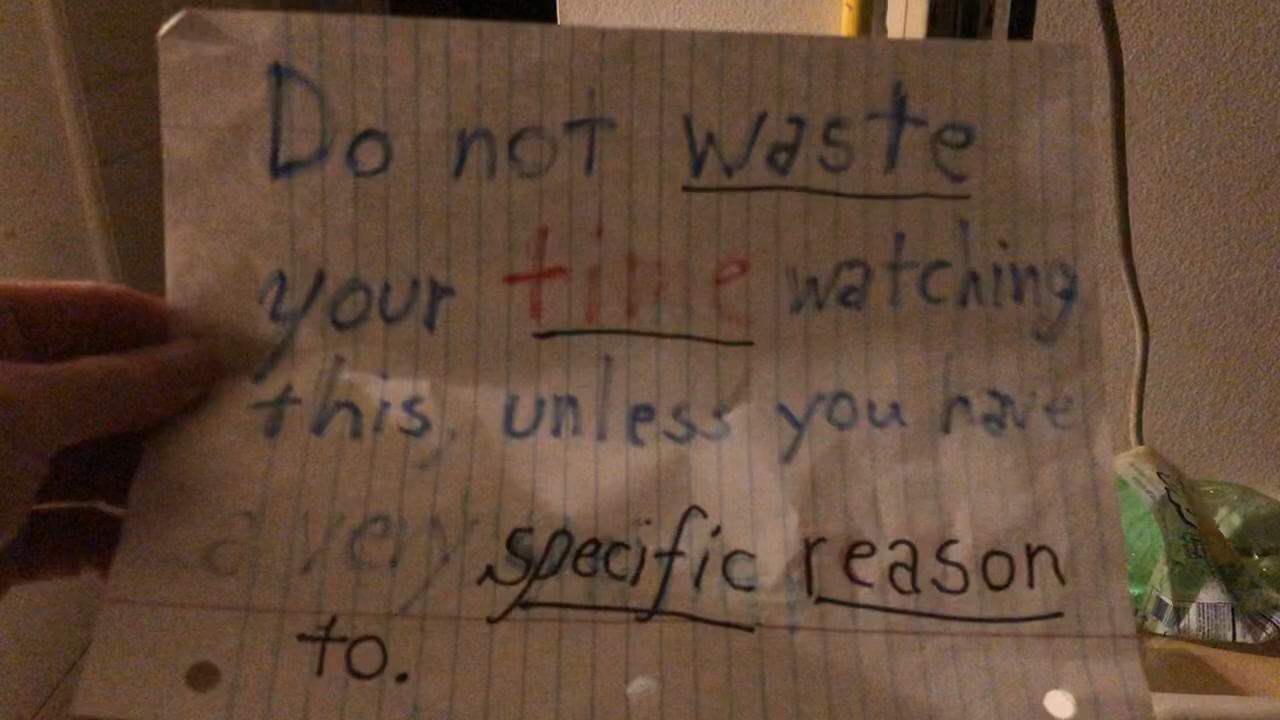 Do not waste
your time watching
this, unless you have
a very specific reason
to.